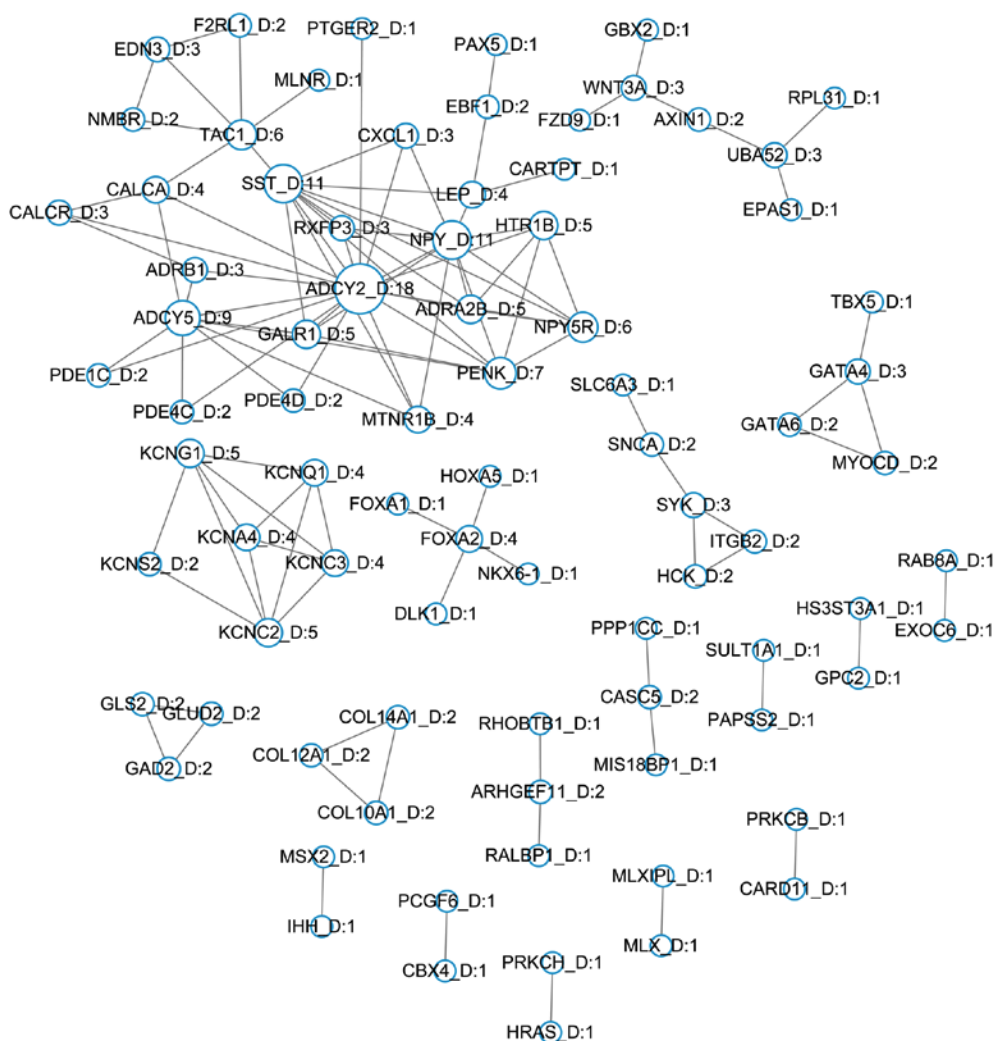 F2RL1_D:2
PTGER2_D:1
GBX2_D:1
EDN3_D:3
PAX5_D:1
MLNR_D:1
WNT3A_D:3
RPL31_D:1
EBF1_D:2
NMBR_D:2
FZD9_D:1
AXIN1_D:2
TAC1_D:6
CXCL1_D:3
UBA52_D:3
CARTPT_D:1
SST_D:11
CALCA_D:4
LEP_D:4
CALCR_D:3
EPAS1_D:1
RXFP3_D:3
HTR1B_D:5
NPY_D:11
ADRB1_D:3
ADCY2_D:18
TBX5_D:1
ADRA2B_D:5
ADCY5_D:9
NPY5R_D:6
GALR1_D:5
PDE1C_D:2
PENK_D:7
GATA4_D:3
SLC6A3_D:1
PDE4D_D:2
PDE4C_D:2
MTNR1B_D:4
GATA6_D:2
SNCA_D:2
KCNG1_D:5
MYOCD_D:2
KCNQ1_D:4
HOXA5_D:1
FOXA1_D:1
SYK_D:3
KCNA4_D:4
FOXA2_D:4
ITGB2_D:2
KCNS2_D:2
KCNC3_D:4
RAB8A_D:1
NKX6-1_D:1
HCK_D:2
HS3ST3A1_D:1
DLK1_D:1
KCNC2_D:5
PPP1CC_D:1
EXOC6_D:1
SULT1A1_D:1
GPC2_D:1
CASC5_D:2
GLS2_D:2
GLUD2_D:2
COL14A1_D:2
PAPSS2_D:1
RHOBTB1_D:1
COL12A1_D:2
MIS18BP1_D:1
GAD2_D:2
ARHGEF11_D:2
COL10A1_D:2
PRKCB_D:1
MSX2_D:1
RALBP1_D:1
MLXIPL_D:1
CARD11_D:1
PCGF6_D:1
IHH_D:1
MLX_D:1
PRKCH_D:1
CBX4_D:1
HRAS_D:1